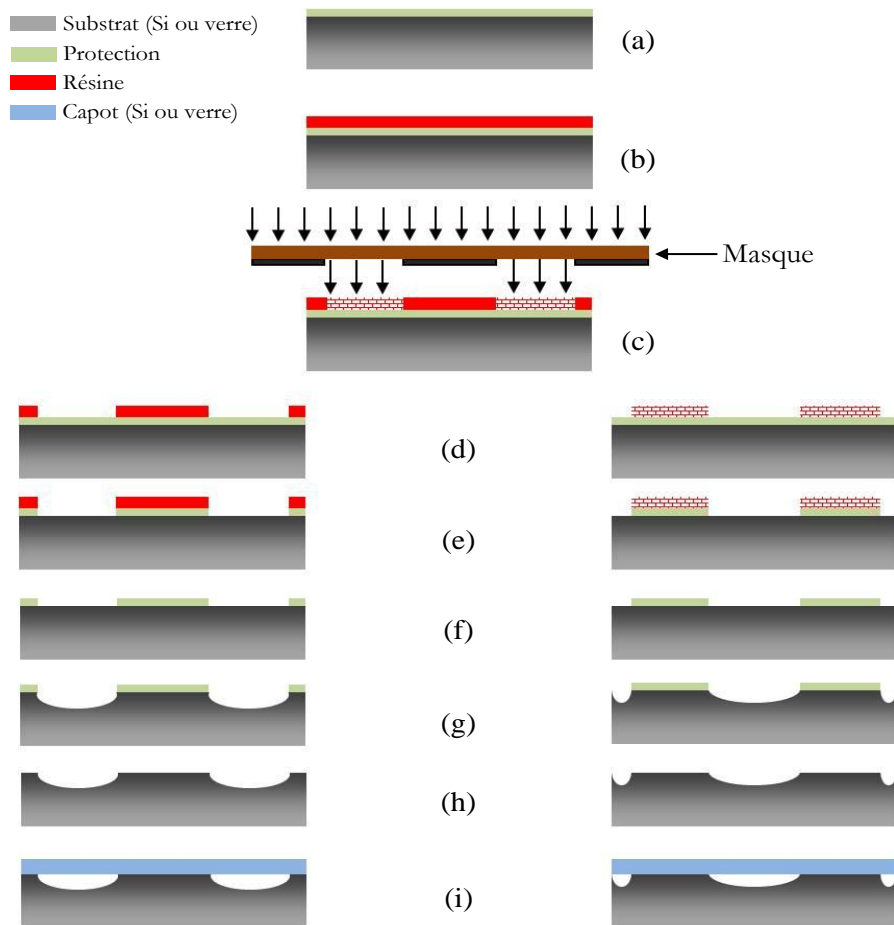 Substrat (Si ou verre)
Protection
Résine
Capot (Si ou verre)
(a)
(b)
Masque
(c)
(d)
(e)
(f)
(g)
(h)
(i)